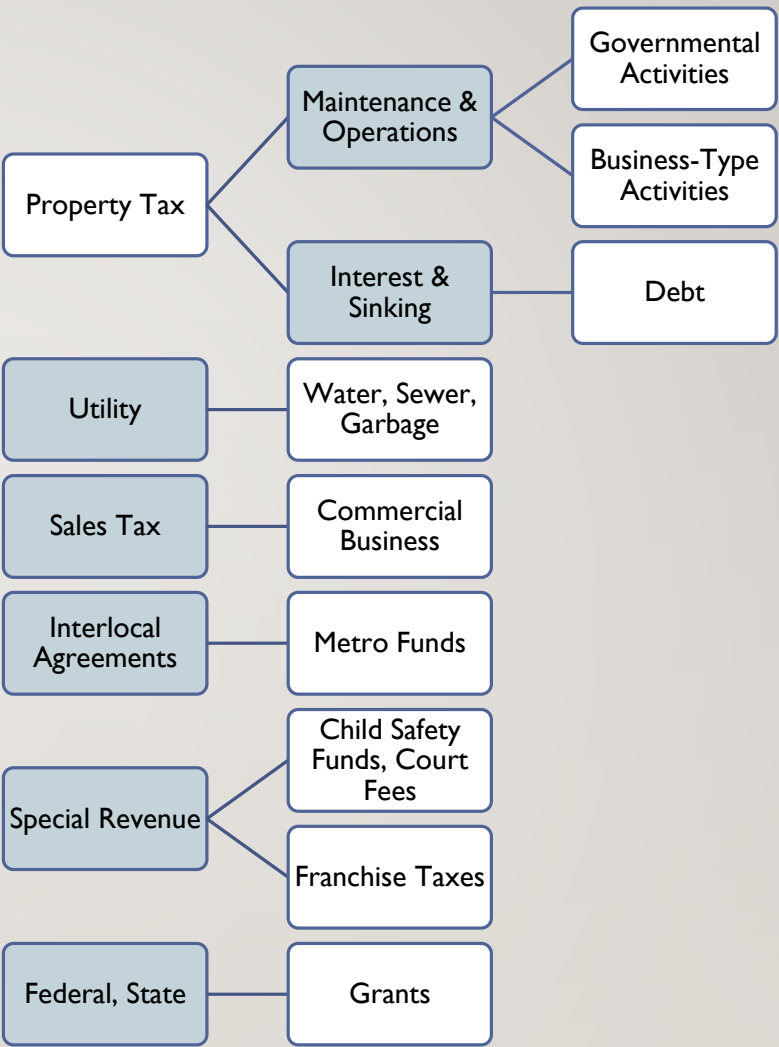 Property Tax
Maintenance &
Operations
Governmental
Activities
Business-Type
Activities
Interest &
Sinking
Debt
Utility
Water, Sewer,
Garbage
Sales Tax
Commercial
Business
Interlocal
Agreements
Metro Funds
Special Revenue
Child Safety
Funds, Court
Fees
Franchise Taxes
Federal, State
Grants